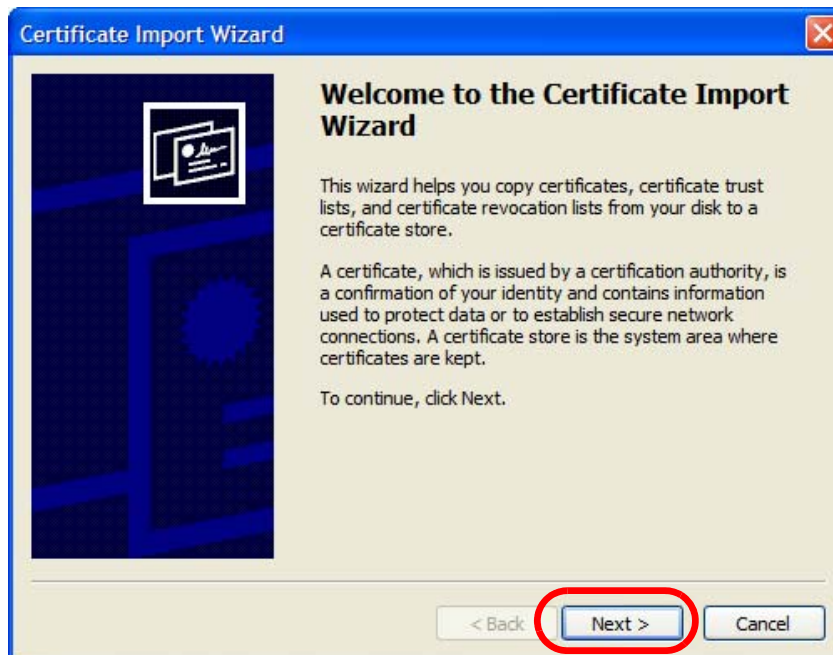 Certificate Import Wizard
Welcome to the Certificate Import
Wizard
This wizard helps you copy certificates, certificate trust
lists, and certificate revocation lists from your disk to a
certificate store.
A certificate, which is issued by a certification authority, is
a confirmation of your identity and contains information
used to protect data or to establish secure network
connections. A certificate store is the system area where
certificates are kept.
To continue, click Next.
< Back
Next >
Cancel